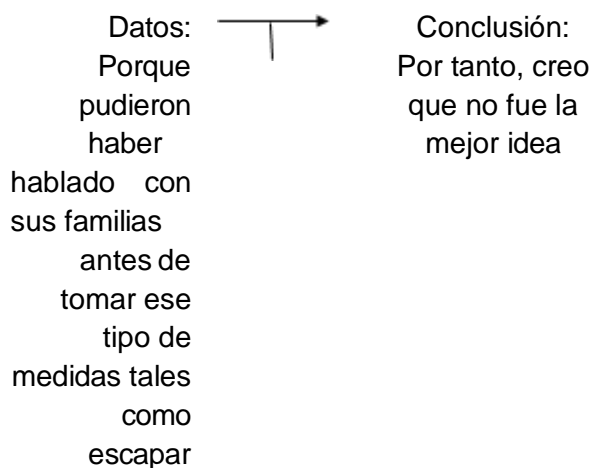 Datos:
Porque
pudieron
haber
hablado con
sus familias
antes de
tomar ese
tipo de
medidas tales
como
escapar
Conclusión:
Por tanto, creo
que no fue la
mejor idea